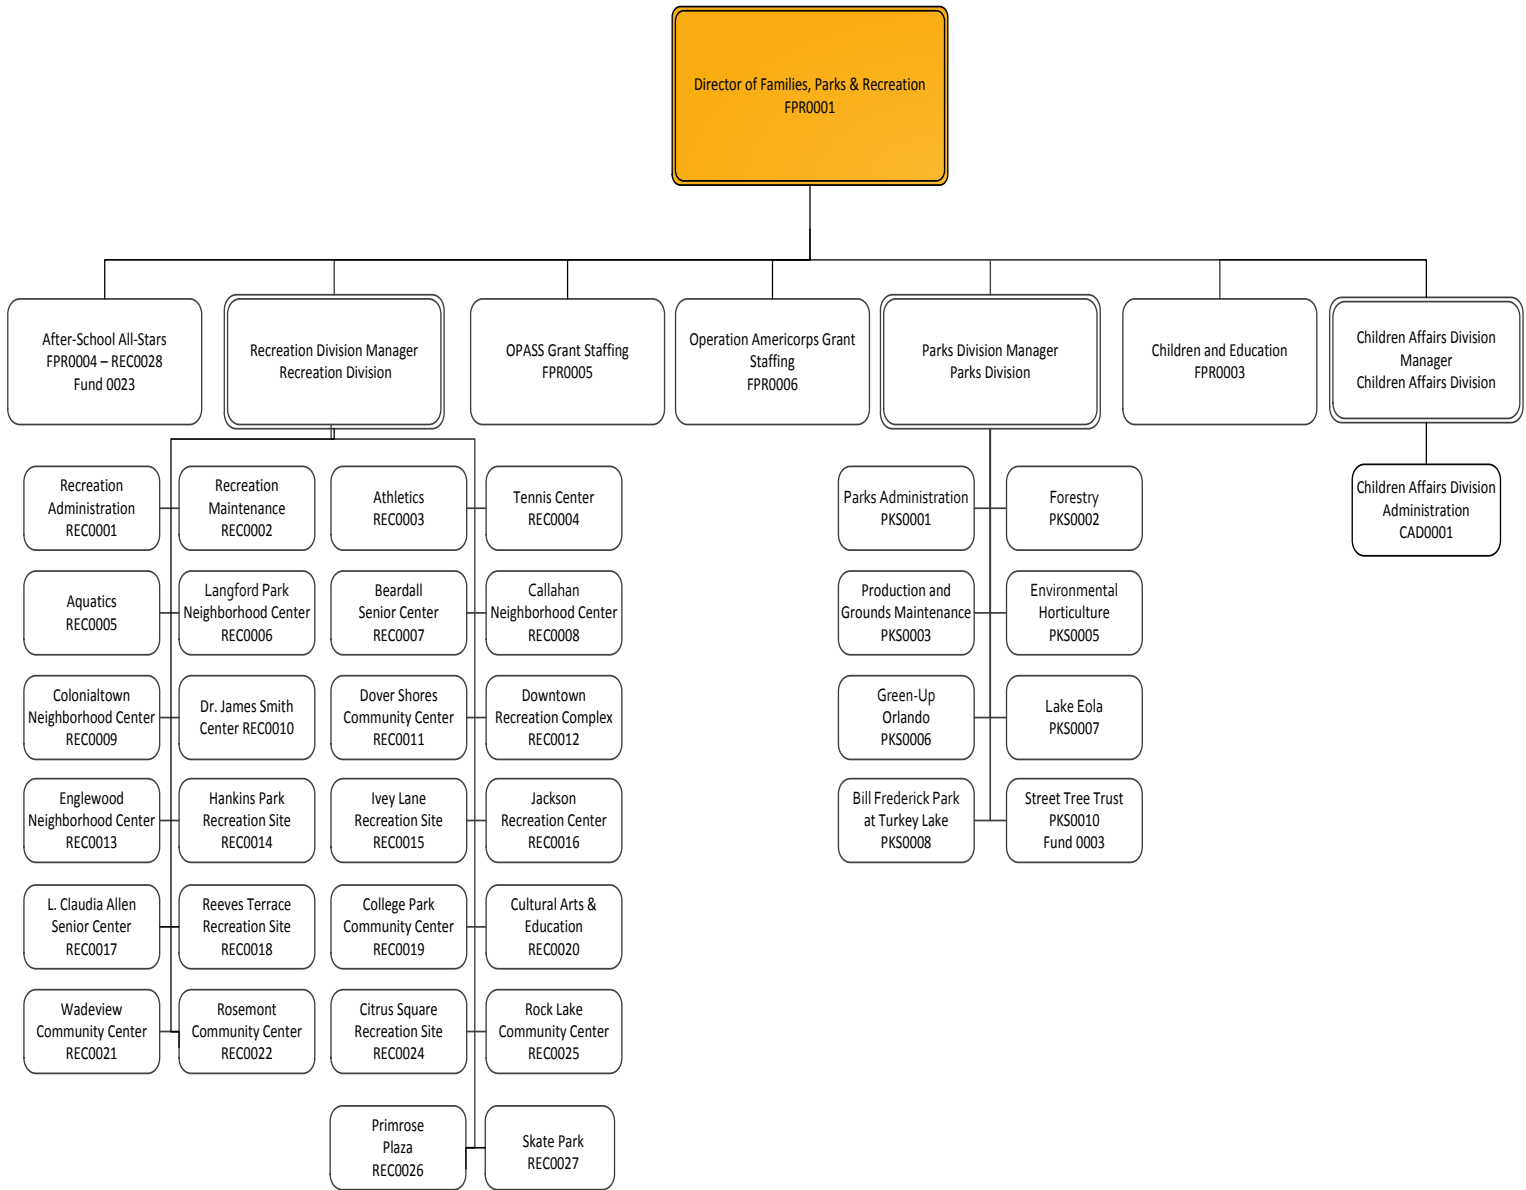 Director of Families, Parks & Recreation
FPR0001
After-School All-Stars
FPR0004 – REC0028
Fund 0023
Recreation Division Manager
Recreation Division
OPASS Grant Staffing
FPR0005
Operation Americorps Grant
Staffing
FPR0006
Parks Division Manager
Parks Division
Children and Education
FPR0003
Children Affairs Division
Manager
Children Affairs Division
Recreation
Administration
REC0001
Recreation
Maintenance
REC0002
Athletics
REC0003
Tennis Center
REC0004
Parks Administration
PKS0001
Forestry
PKS0002
Children Affairs Division
Administration
CAD0001
Aquatics
REC0005
Langford Park
Neighborhood Center
REC0006
Beardall
Senior Center
REC0007
Callahan
Neighborhood Center
REC0008
Production and
Grounds Maintenance
PKS0003
Environmental
Horticulture
PKS0005
Colonialtown
Neighborhood Center
REC0009
Dr. James Smith
Center REC0010
Dover Shores
Community Center
REC0011
Downtown
Recreation Complex
REC0012
Green-Up
Orlando
PKS0006
Lake Eola
PKS0007
Englewood
Neighborhood Center
REC0013
Hankins Park
Recreation Site
REC0014
Ivey Lane
Recreation Site
REC0015
Jackson
Recreation Center
REC0016
Bill Frederick Park
at Turkey Lake
PKS0008
Street Tree Trust
PKS0010
Fund 0003
L. Claudia Allen
Senior Center
REC0017
Reeves Terrace
Recreation Site
REC0018
College Park
Community Center
REC0019
Cultural Arts &
Education
REC0020
Wadeview
Community Center
REC0021
Rosemont
Community Center
REC0022
Citrus Square
Recreation Site
REC0024
Rock Lake
Community Center
REC0025
Primrose
Plaza
REC0026
Skate Park
REC0027